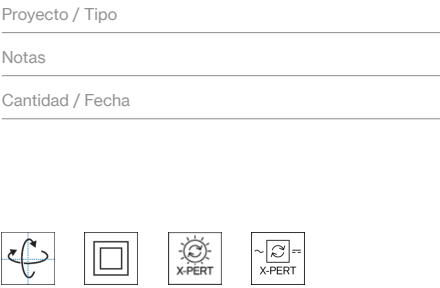 Proyecto / Tipo
Notas
Cantidad / Fecha
X-PERT
X-PERT